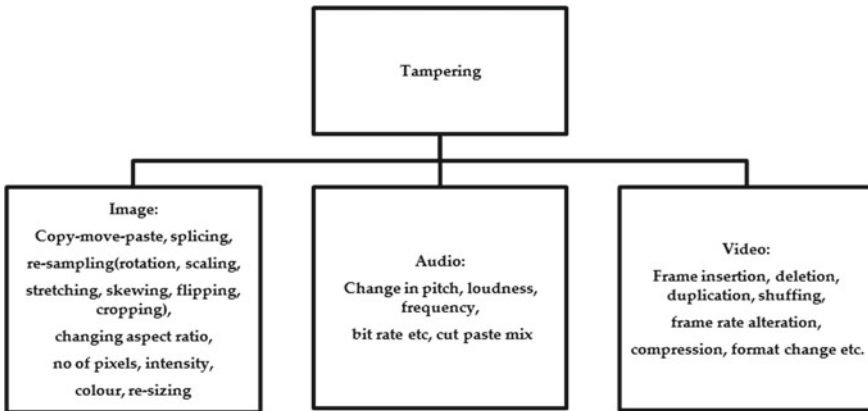 Tampering
Image:
Copy-move-paste, splicing,
re-sampling(rotation, scaling,
stretching, skewing, flipping,
cropping),
changing aspect ratio,
no of pixels, intensity,
colour, re-sizing
Audio:
Change in pitch, loudness,
frequency,
bit rate etc, cut paste mix
Video:
Frame insertion, deletion,
duplication, shuffing,
frame rate alteration,
compression, format change etc.